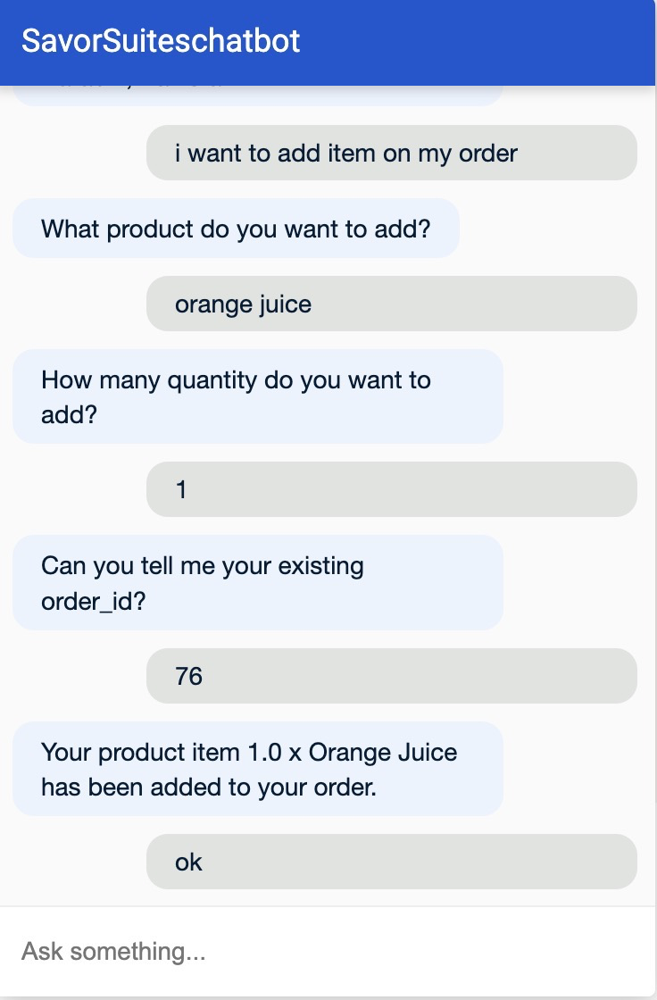 SavorSuiteschatbot
i want to add item on my order
What product do you want to add?
orange juice
How many quantity do you want to
add?
1
Can you tell me your existing
order_id?
76
Your product item 1.0 x Orange Juice
has been added to your order.
ok
Ask something...